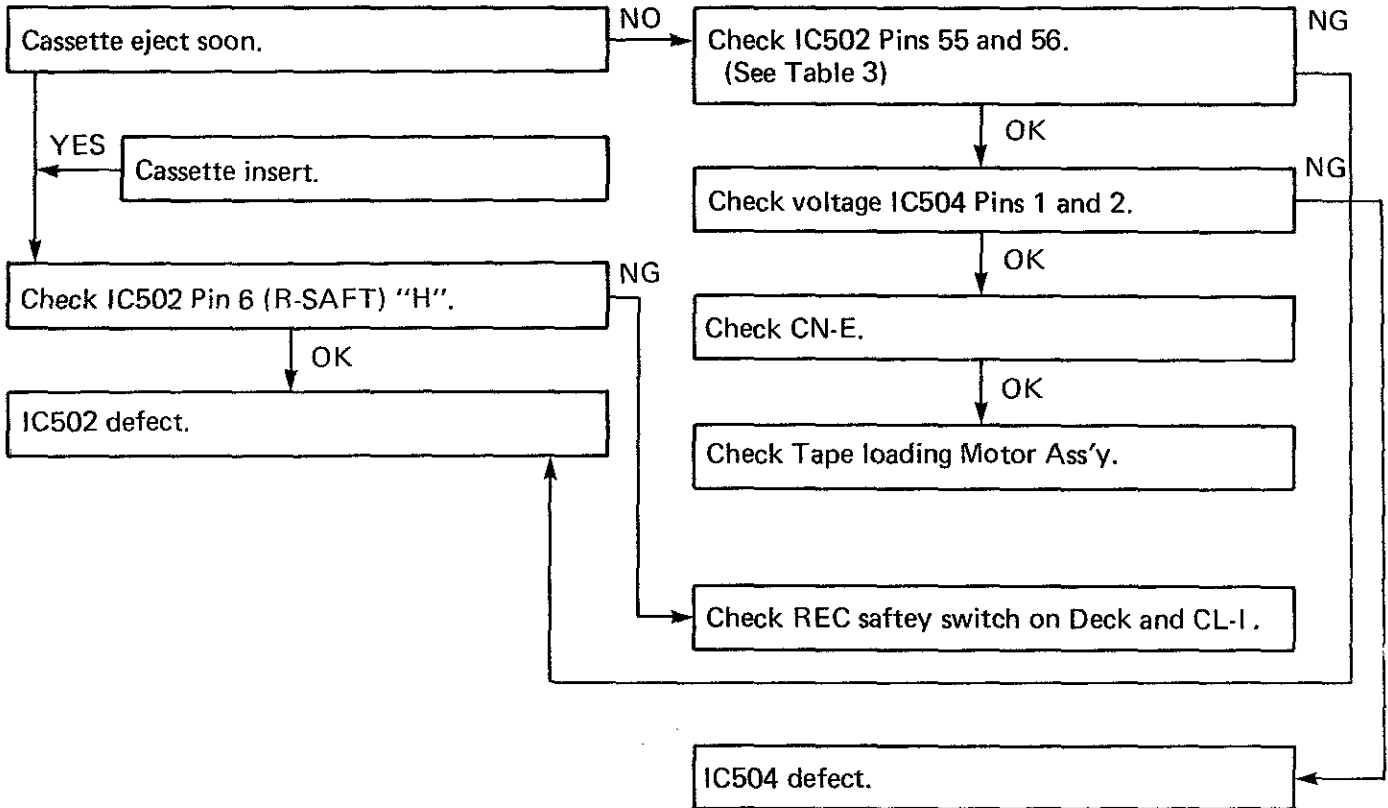 Cassette eject soon.
NO
Check IC502 Pins 55 and 56.
(See Table 3)
NG
OK
YES
Cassette insert.
Check voltage IC504 Pins 1 and 2.
NG
OK
Check IC502 Pin 6 (R-SAFT) "H".
NG
Check CN-E.
OK
OK
IC502 defect.
Check Tape loading Motor Ass'y.
Check REC saftey switch on Deck and CL-I.
IC504 defect.